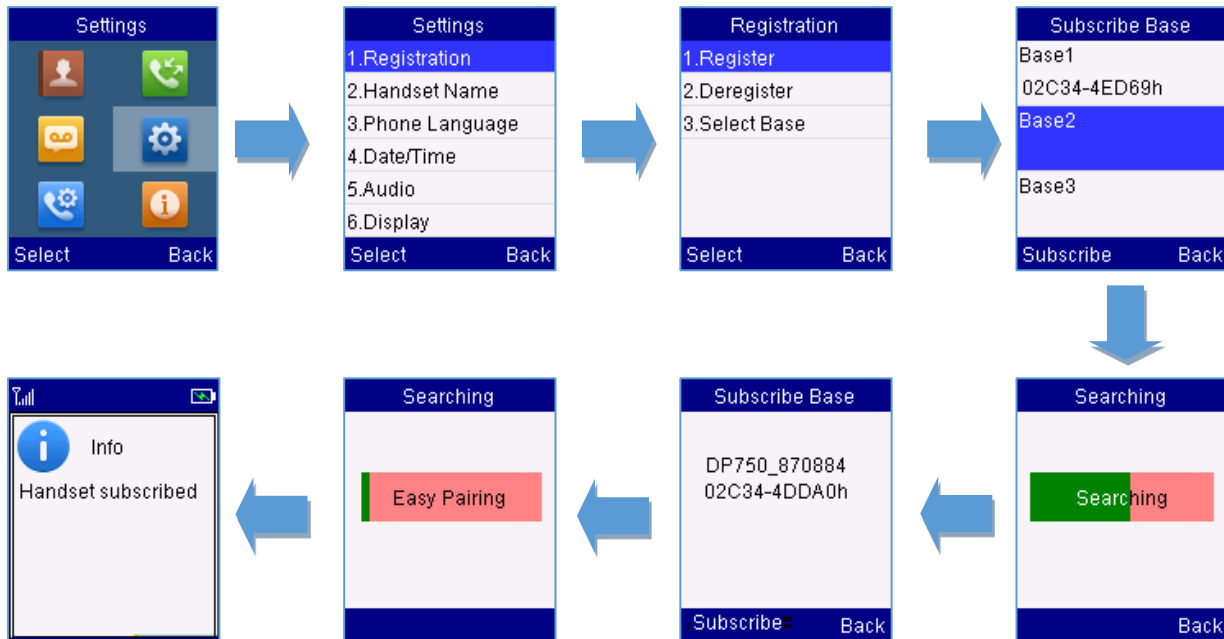 Settings
Select Back
Settings
1.Registration
2.Handset Name
3.Phone Language
4.Date/Time
5.Audio
6.Display
Select Back
Registration
1.Register
2.Deregister
3.Select Base
Select Back
Subscribe Base
Base1
02C34-4ED69h
Base2
Base3
Subscribe Back
Searching
Searching
Back
Subscribe Base
DP750_870884
02C34-4DDA0h
Subscribe Back
Searching
Easy Pairing
Info
Handset subscribed